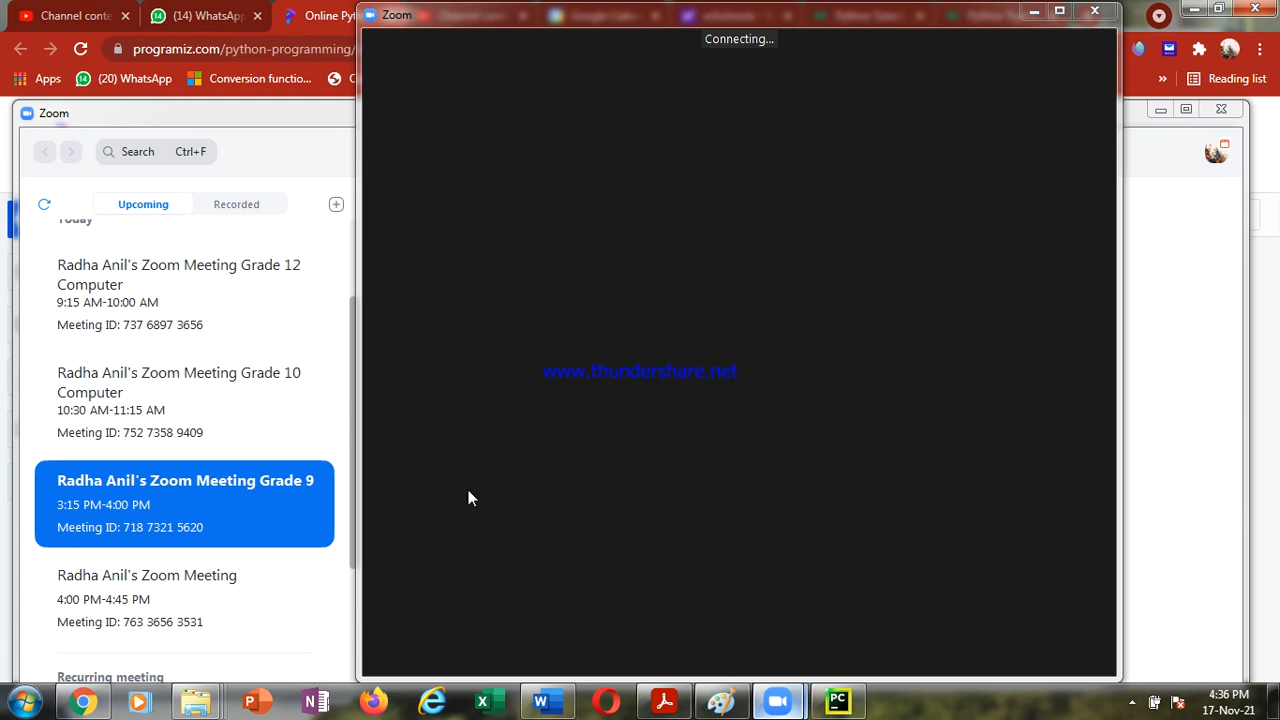 Channel conte
(14) WhatsAp
Online Py
Zoom
programiz.com/python-programming/
Apps
(20) WhatsApp
Conversion functio...
Reading list
Connecting...
Zoom
Search Ctrl+F
Upcoming
Recorded
Today
Radha Anil's Zoom Meeting Grade 12
Computer
9:15 AM-10:00 AM
Meeting ID: 737 6897 3656
Radha Anil's Zoom Meeting Grade 10
Computer
10:30 AM-11:15 AM
Meeting ID: 752 7358 9409
Radha Anil's Zoom Meeting Grade 9
3:15 PM-4:00 PM
Meeting ID: 718 7321 5620
Radha Anil's Zoom Meeting
4:00 PM-4:45 PM
Meeting ID: 763 3656 3531
Recurring meeting
www.thundershare.net
4:36 PM
17-Nov-21